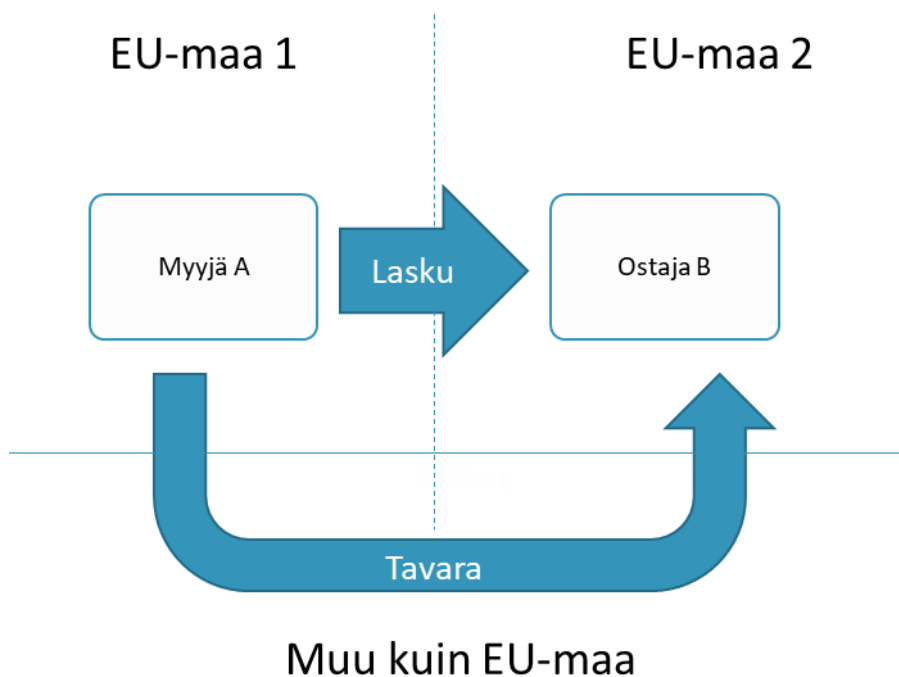 EU-maa 1
EU-maa 2
Myyjä A
Lasku
Ostaja B
Tavara
Muu kuin EU-maa